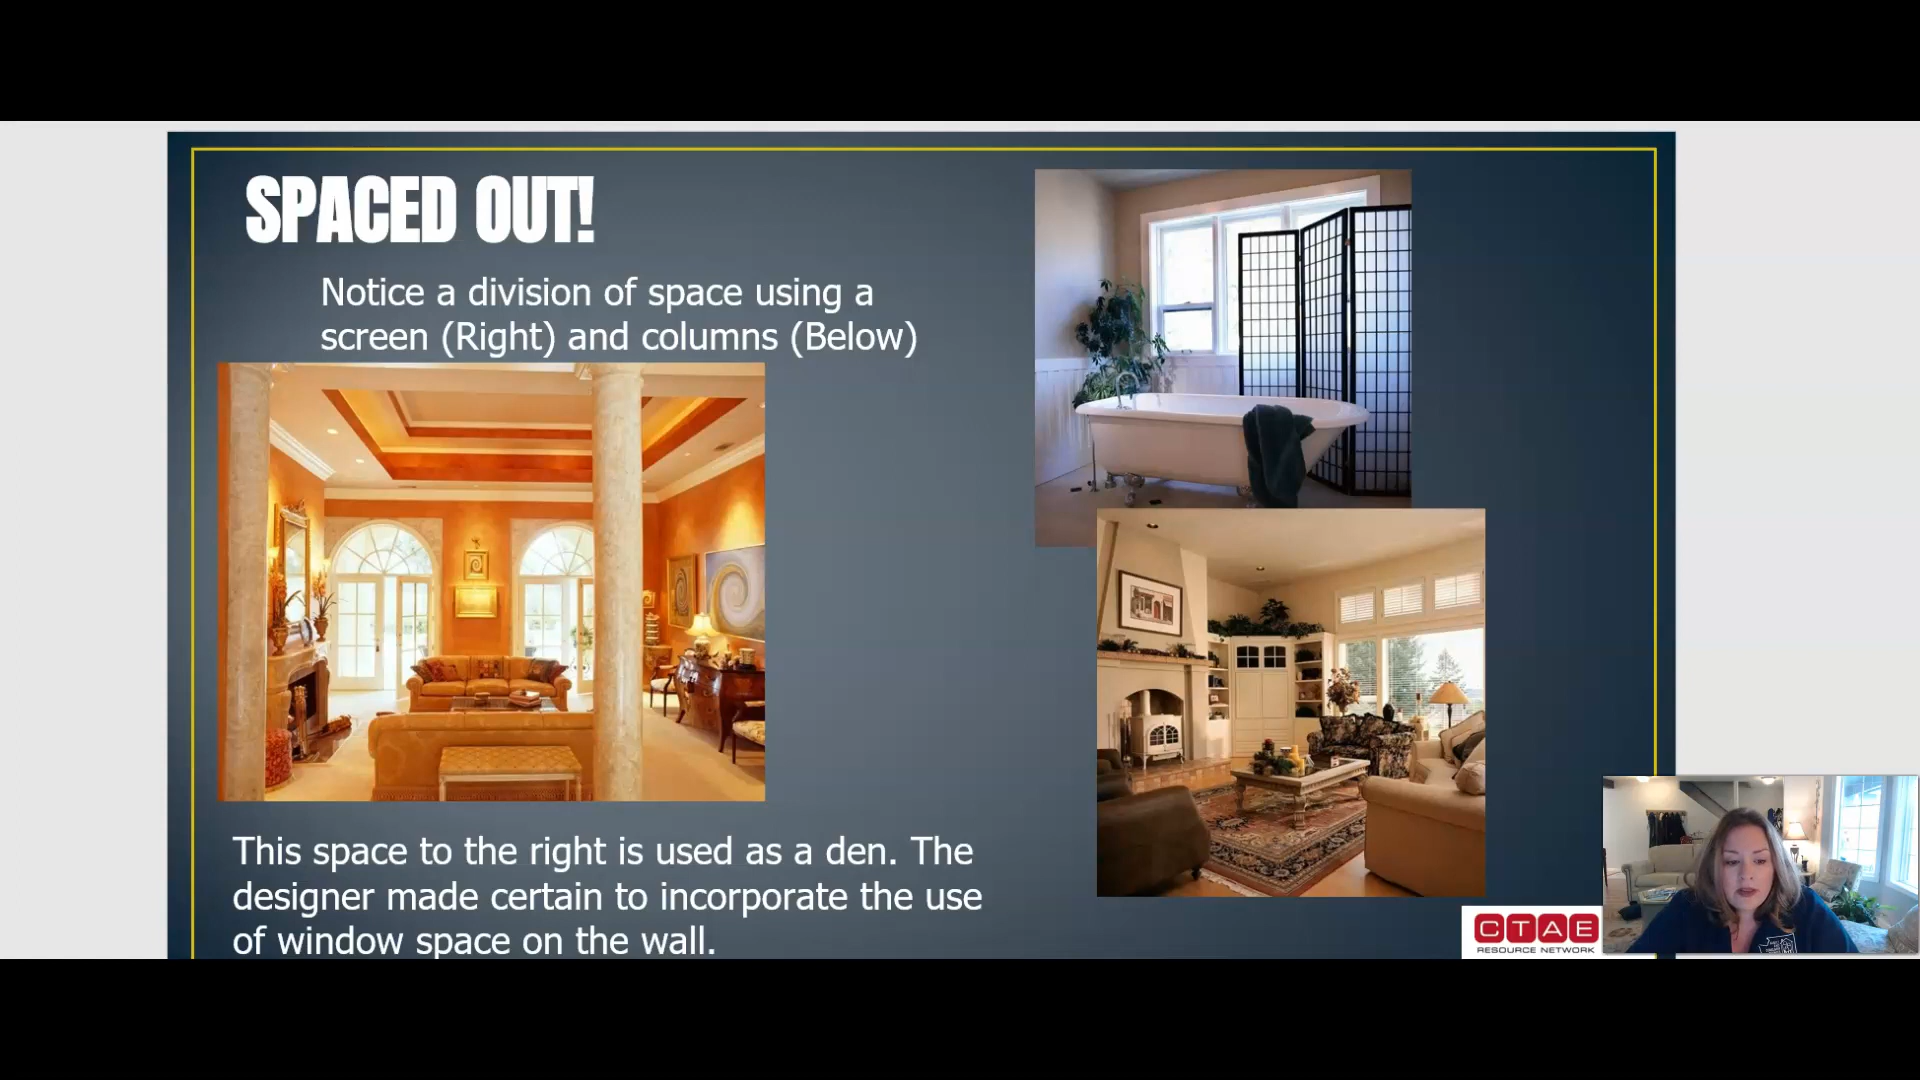 SPACED OUT!
Notice a division of space using a
screen (Right) and columns (Below)
This space to the right is used as a den. The
designer made certain to incorporate the use
of window space on the wall.
CTAE
RESOURCE NETWORK